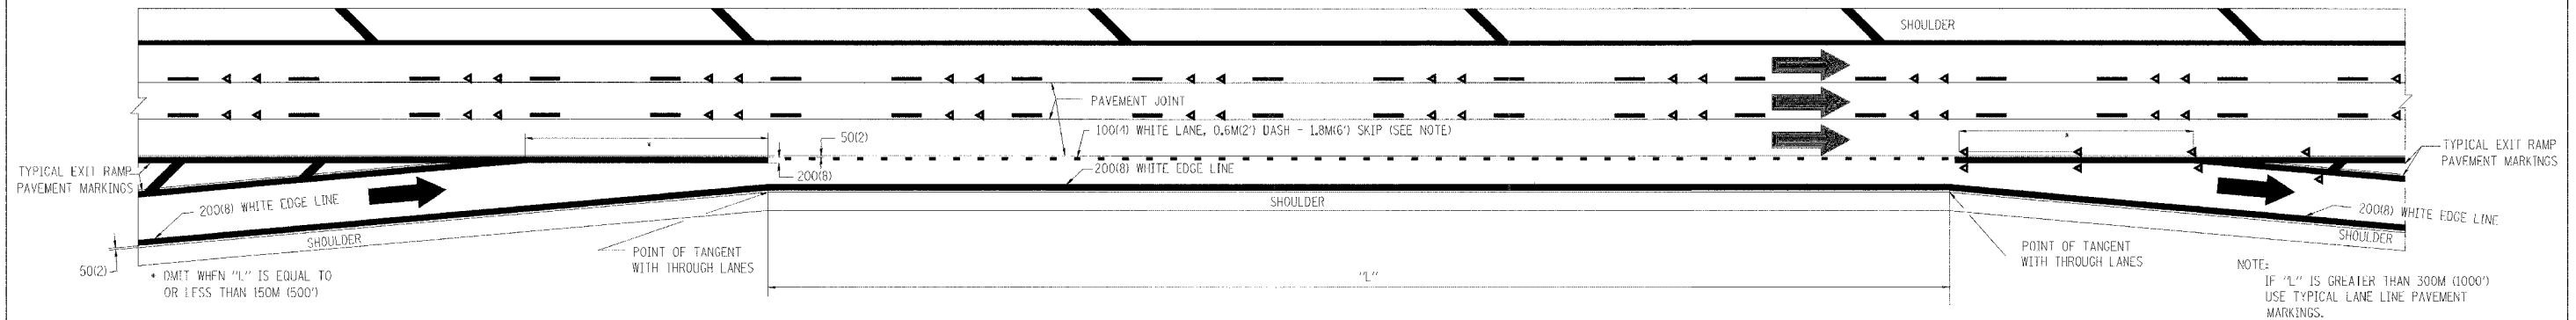 SHOULDER
PAVEMENT JOINT
100(4) WHITE LANE, 0.6M(2') DASH - 1.8M(6') SKIP (SEE NOTE)
50(2)
*
*
TYPICAL EXIT RAMP
PAVEMENT MARKINGS
TYPICAL EXIT RAMP
PAVEMENT MARKINGS
200(8)
200(8) WHITE EDGE LINE
200(8) WHITE EDGE LINE
SHOULDER
200(8) WHITE EDGE LINE
SHOULDER
SHOULDER
POINT OF TANGENT
WITH THROUGH LANES
POINT OF TANGENT
WITH THROUGH LANES
50(2)
* OMIT WHEN "L" IS EQUAL TO
OR LESS THAN 150M (500')
"L"
NOTE:
IF "L" IS GREATER THAN 300M (1000')
USE TYPICAL LANE LINE PAVEMENT
MARKINGS.